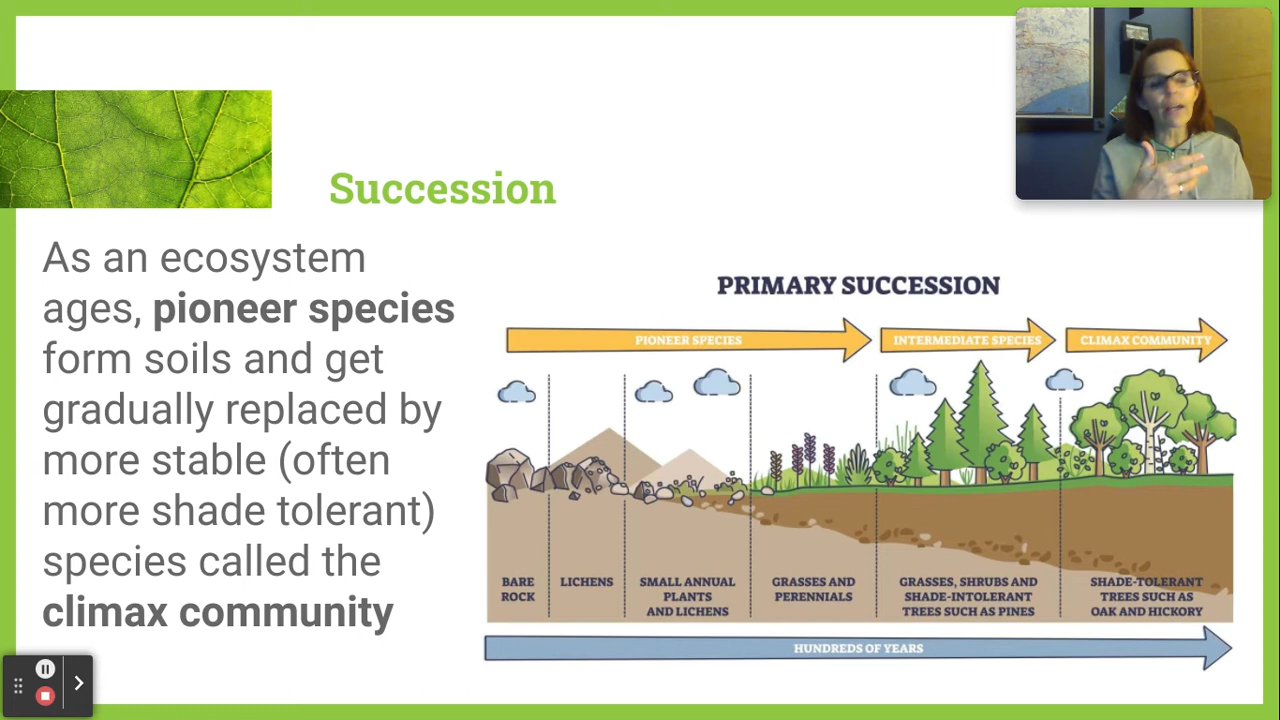 Succession
As an ecosystem
ages, pioneer species
form soils and get
gradually replaced by
more stable (often
more shade tolerant)
species called the
climax community
PRIMARY SUCCESSION
PIONEER SPECIES
INTERMEDIATE SPECIES
CLIMAX COMMUNITY
BARE
ROCK
LICHENS
SMALL ANNUAL
PLANTS
AND LICHENS
GRASSES AND
PERENNIALS
GRASSES, SHRUBS AND
SHADE-INTOLERANT
TREES SUCH AS PINES
SHADE-TOLERANT
TREES SUCH AS
OAK AND HICKORY
HUNDREDS OF YEARS